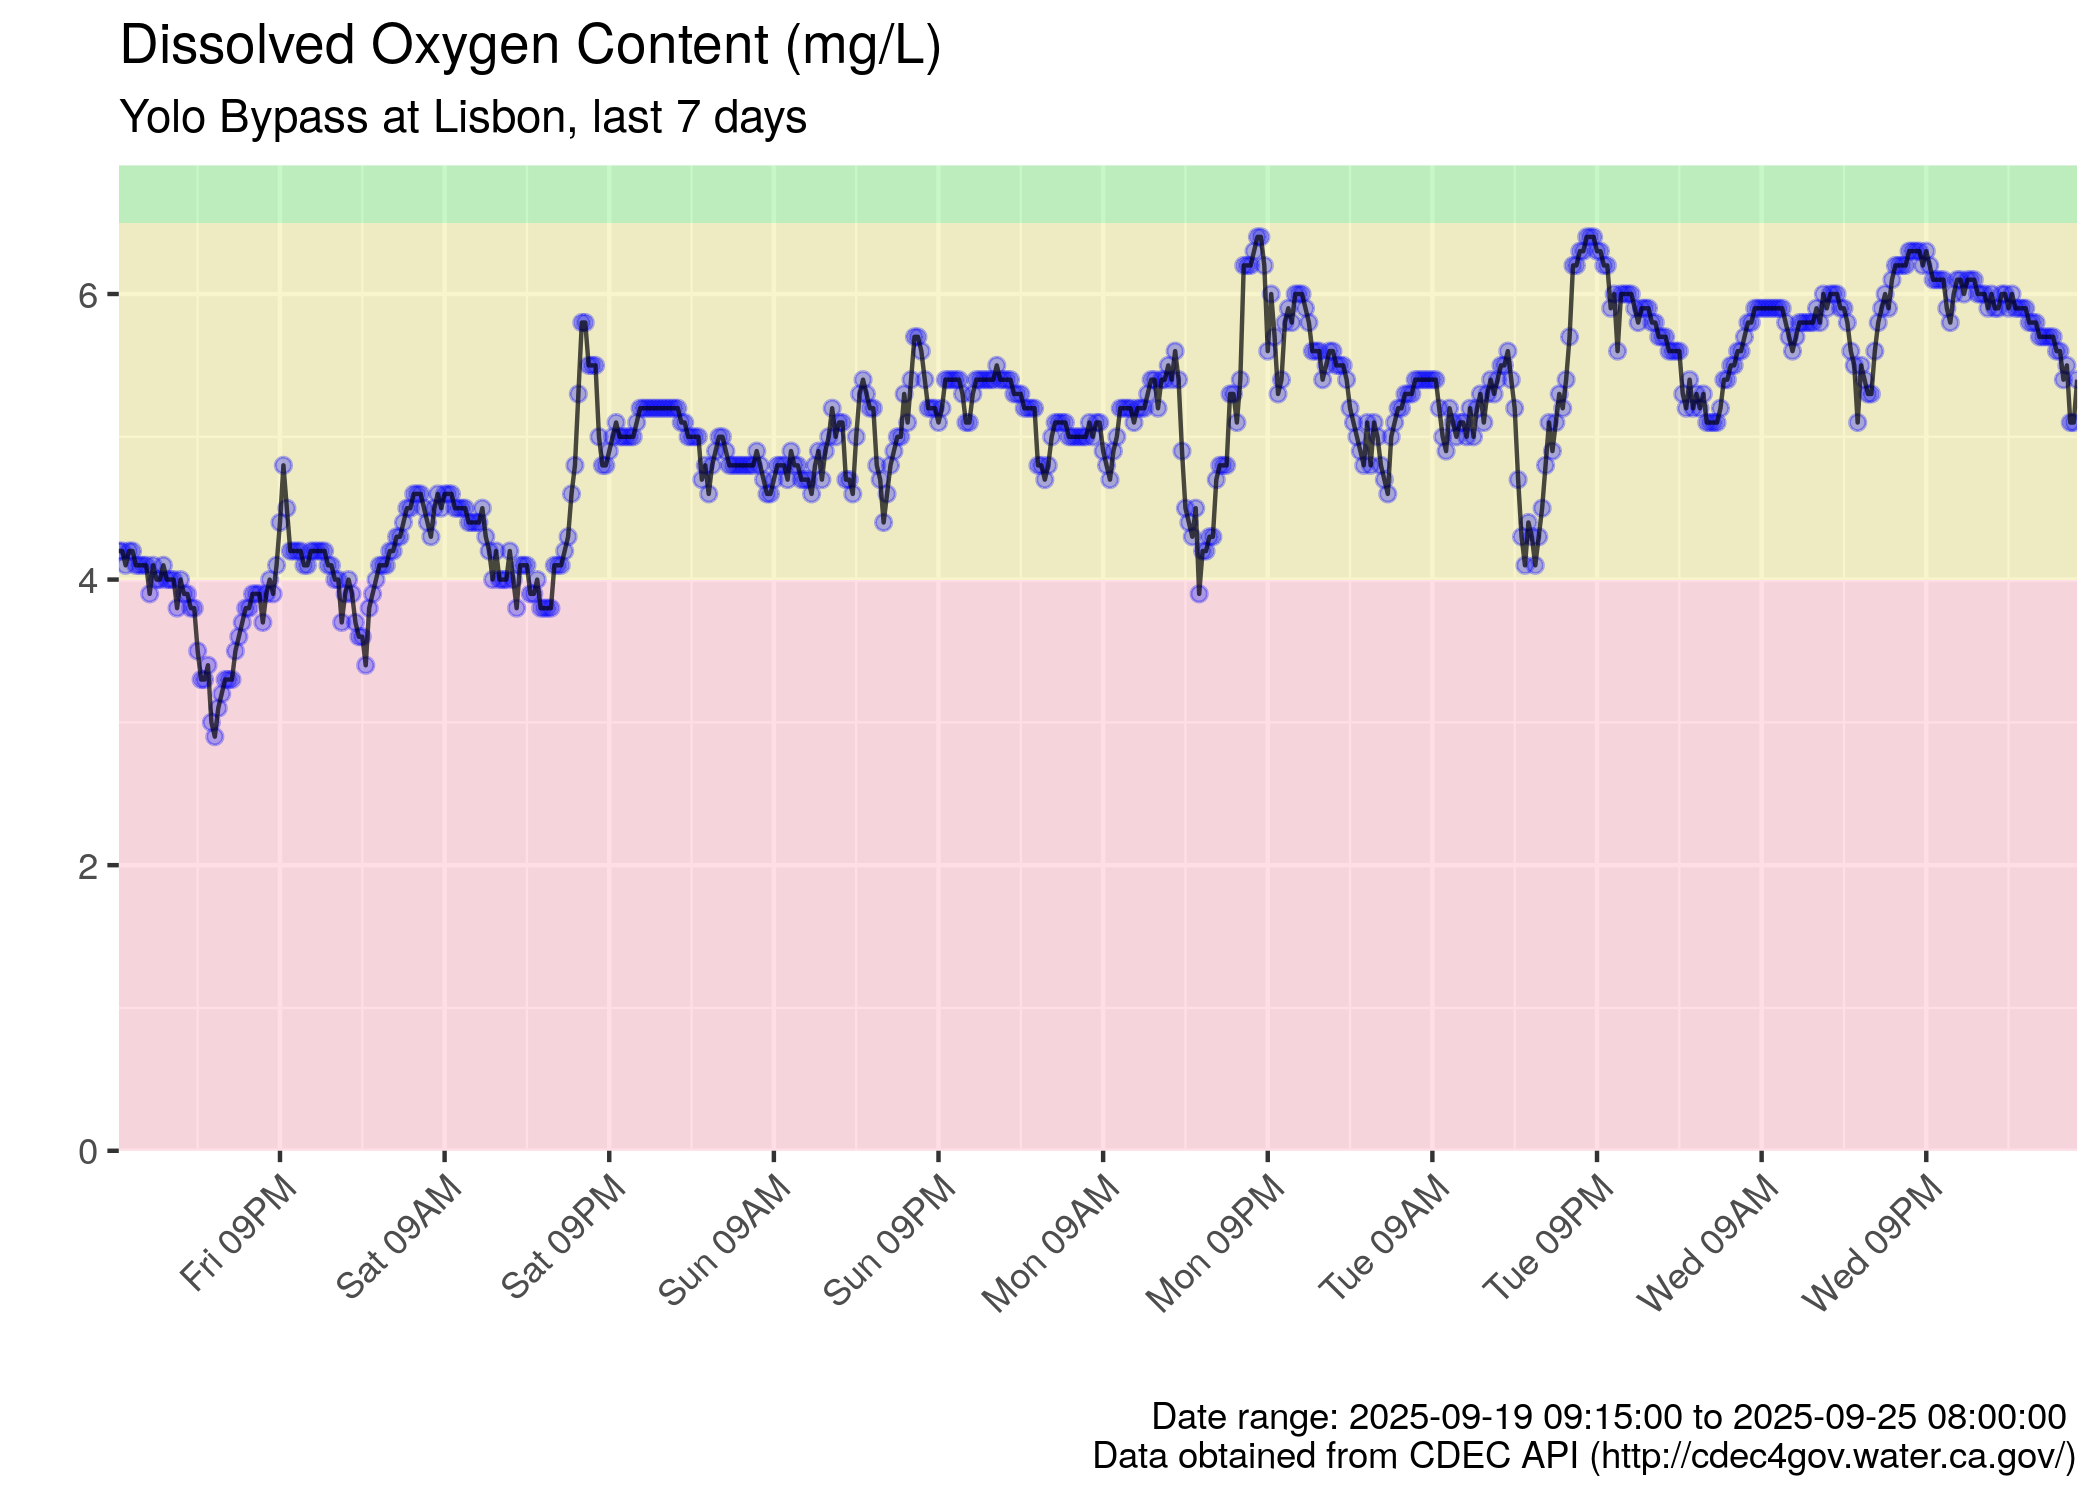 Dissolved Oxygen Content (mg/L)
Yolo Bypass at Lisbon, last 7 days
6
4
2
0
Fri 09PM
Sat 09AM
Sat 09PM
Sun 09AM
Sun 09PM
Mon 09AM
Mon 09PM
Tue 09AM
Tue 09PM
Wed 09AM
Wed 09PM
Date range: 2025-09-19 09:15:00 to 2025-09-25 08:00:00
Data obtained from CDEC API (http://cdec4gov.water.ca.gov/)